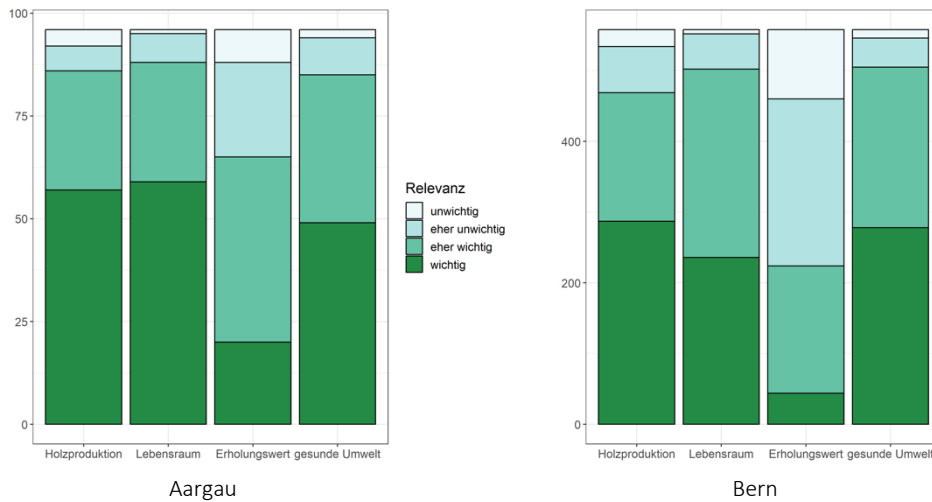 100
75
50
25
0
Holzproduktion Lebensraum Erholungswert gesunde Umwelt
Aargau
Relevanz
unwichtig
eher unwichtig
eher wichtig
wichtig
400
200
0
Holzproduktion Lebensraum Erholungswert gesunde Umwelt
Bern